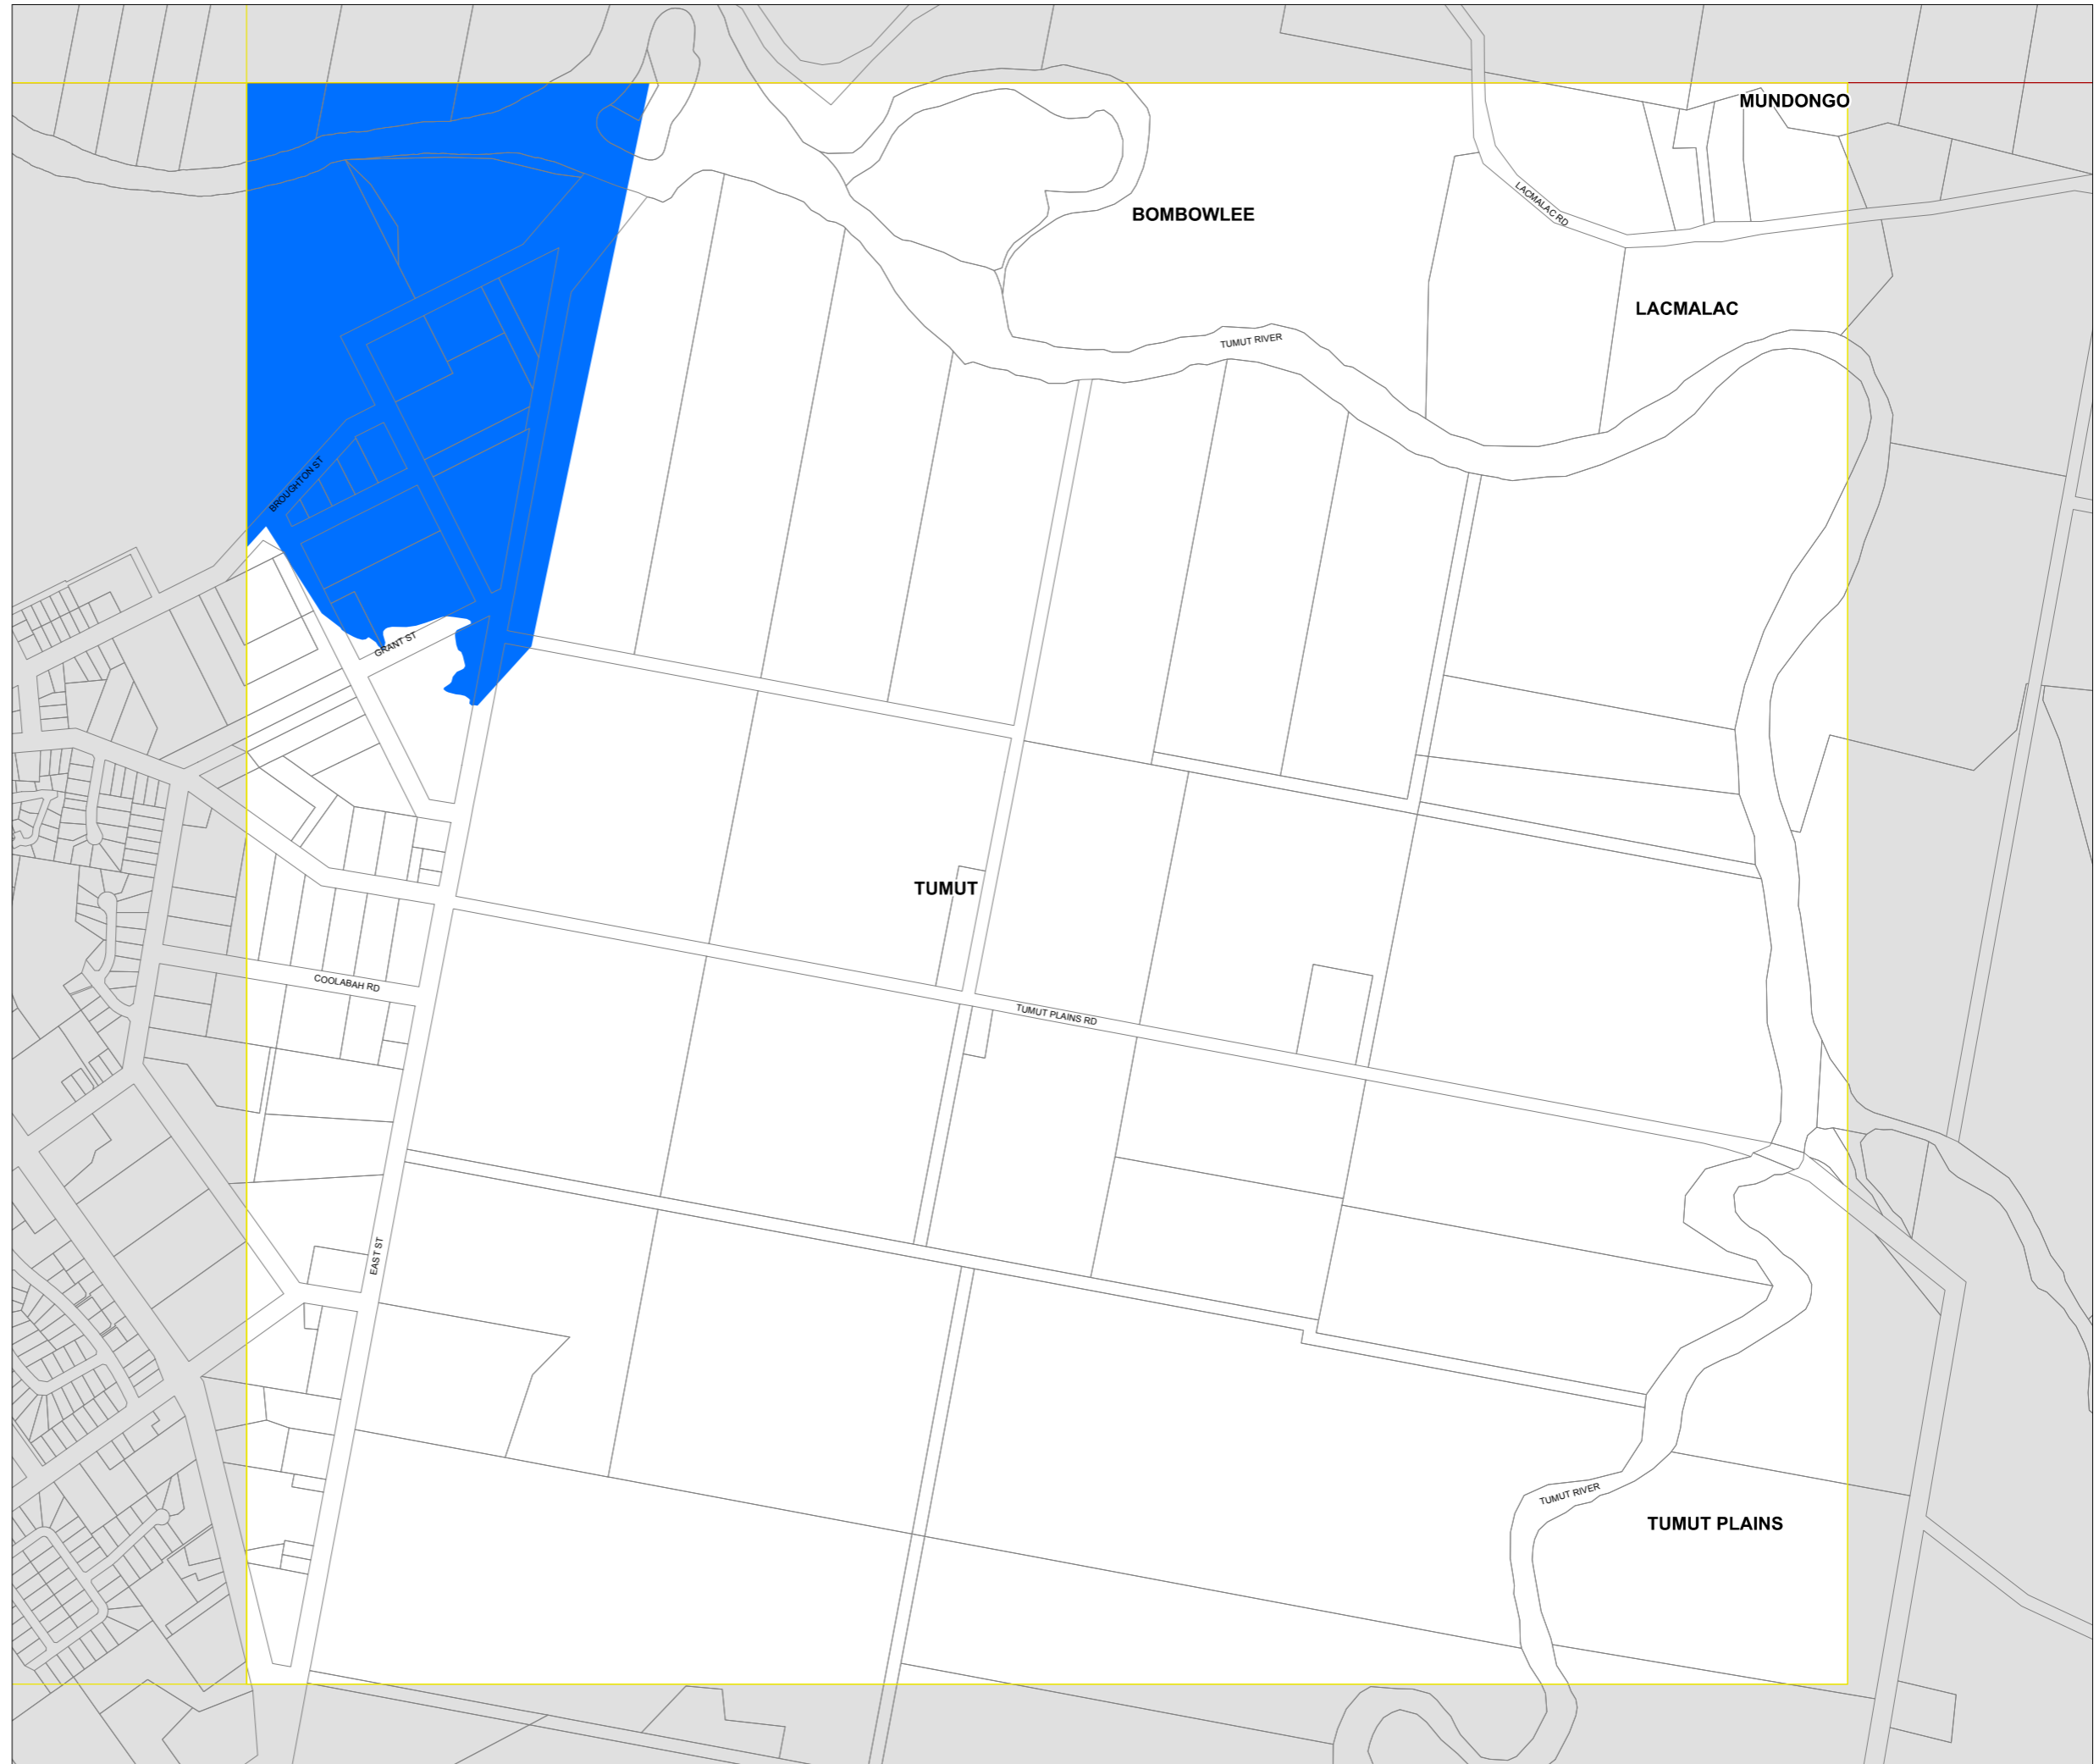 MUNDONGO
LACMALAC RD
BOMBOWLEE
LACMALAC
TUMUT RIVER
BROUGHTON ST
GRANT ST
TUMUT
COOLABAH RD
TUMUT PLAINS RD
EAST ST
TUMUT RIVER
TUMUT PLAINS